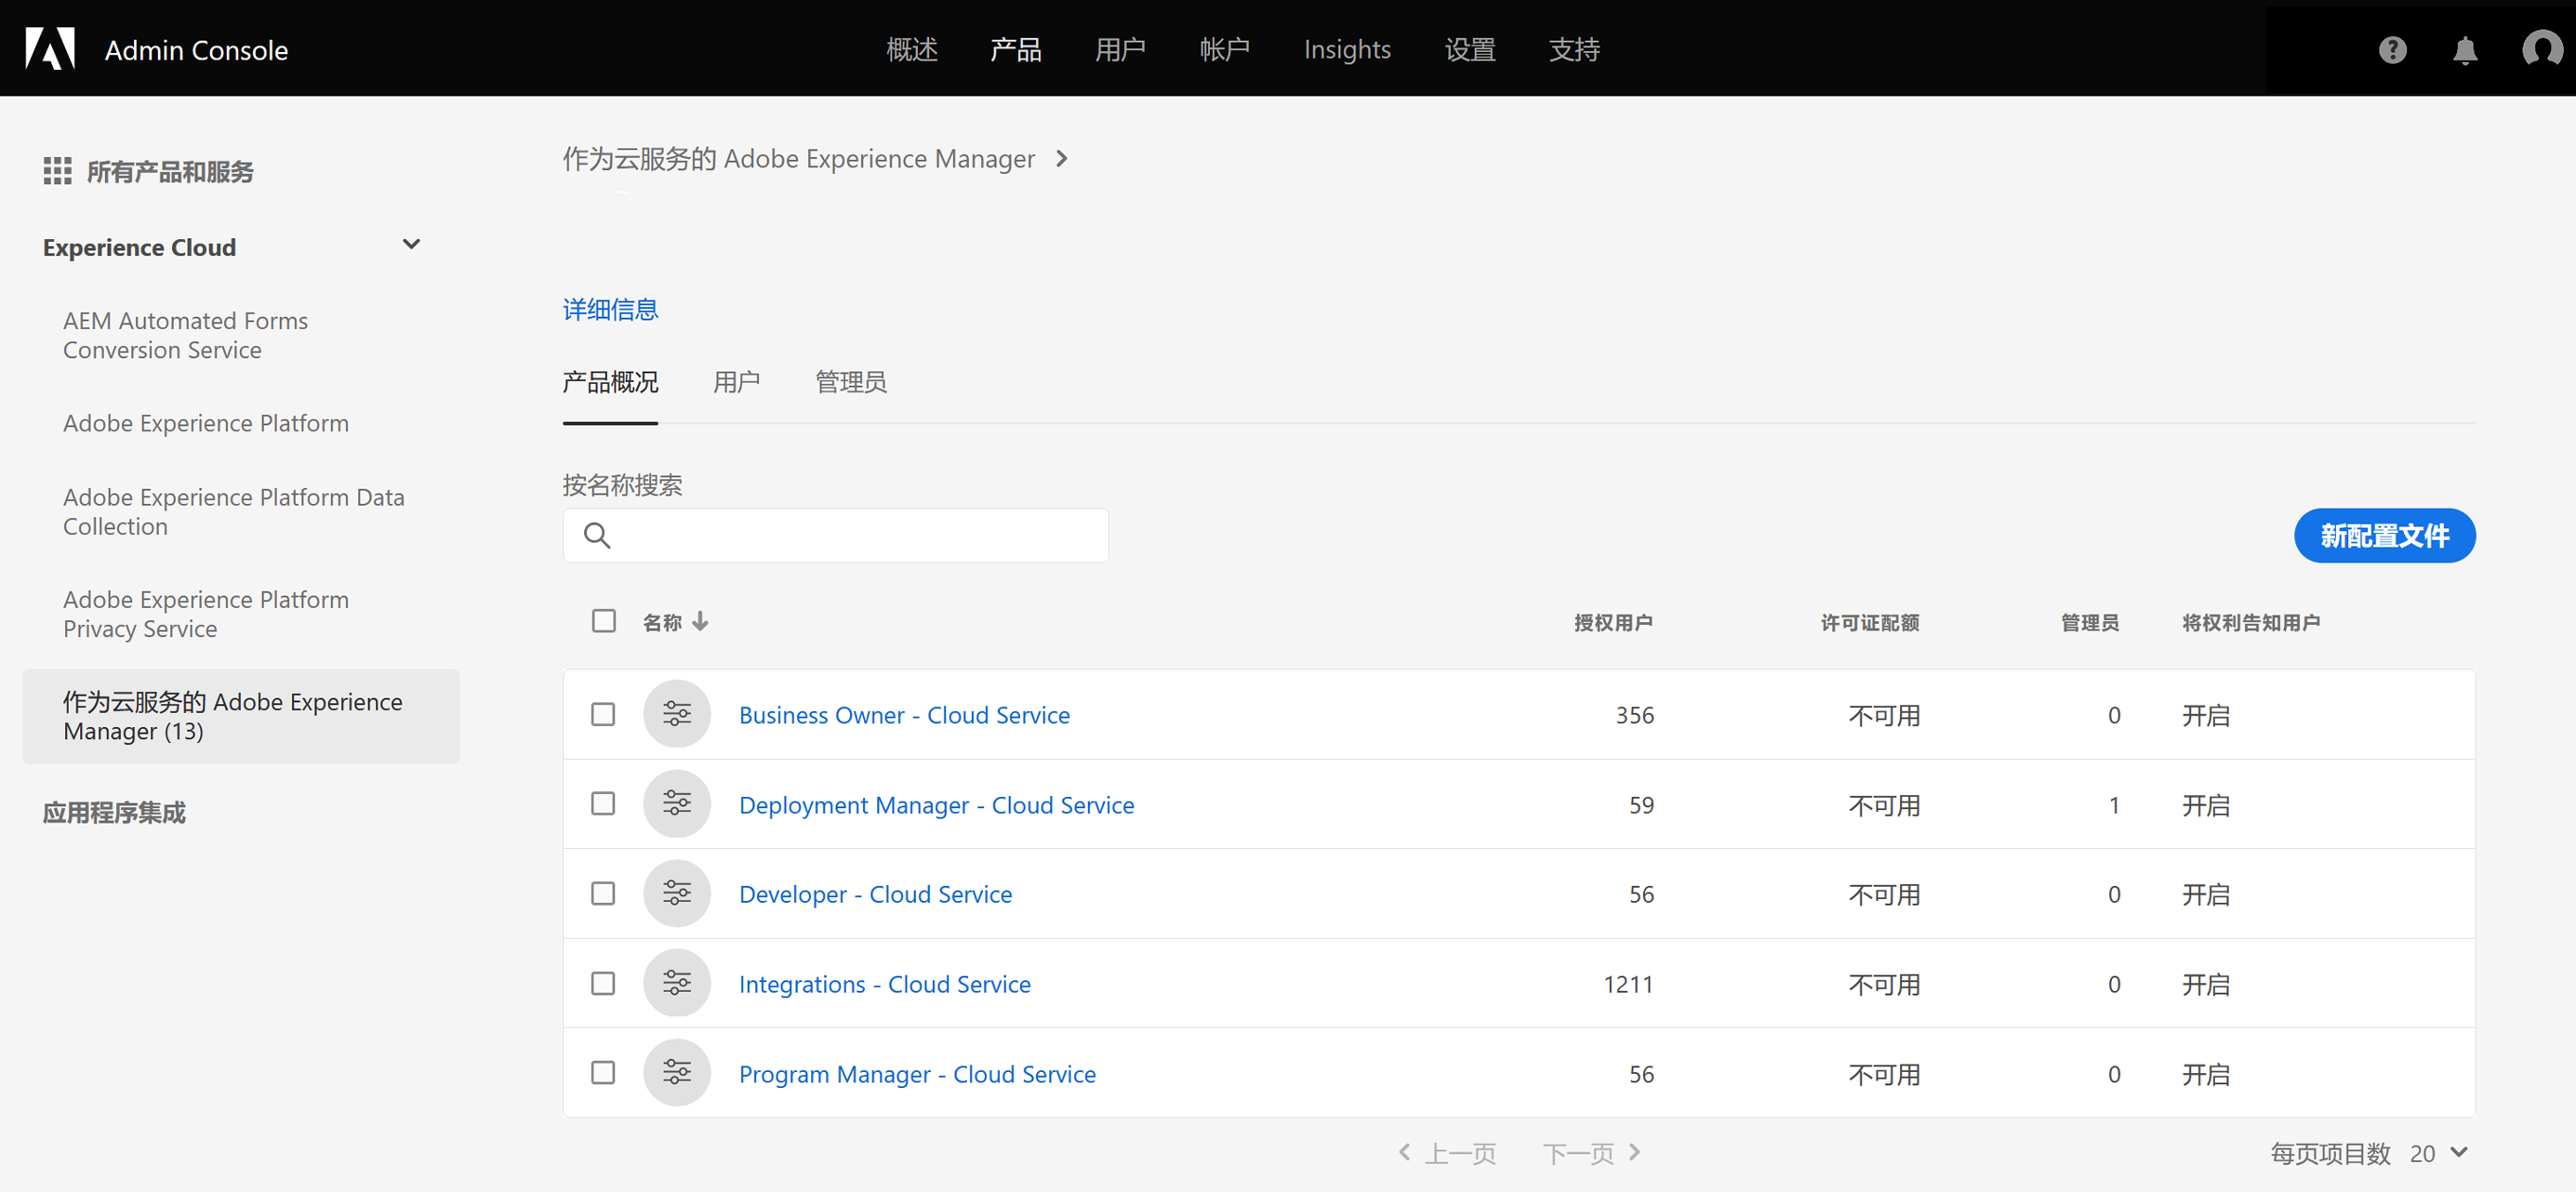 Admin Console
概述 产品 用户 帐户 Insights 设置 支持
所有产品和服务
Experience Cloud
AEM Automated Forms
Conversion Service
Adobe Experience Platform
Adobe Experience Platform Data
Collection
Adobe Experience Platform
Privacy Service
作为云服务的 Adobe Experience
Manager (13)
应用程序集成
作为云服务的 Adobe Experience Manager
详细信息
产品概况 用户 管理员
按名称搜索
新配置文件
名称 授权用户 许可证配额 管理员 将权利告知用户
Business Owner - Cloud Service 356 不可用 0 开启
Deployment Manager - Cloud Service 59 不可用 1 开启
Developer - Cloud Service 56 不可用 0 开启
Integrations - Cloud Service 1211 不可用 0 开启
Program Manager - Cloud Service 56 不可用 0 开启
上一页 下一页 每页项目数 20